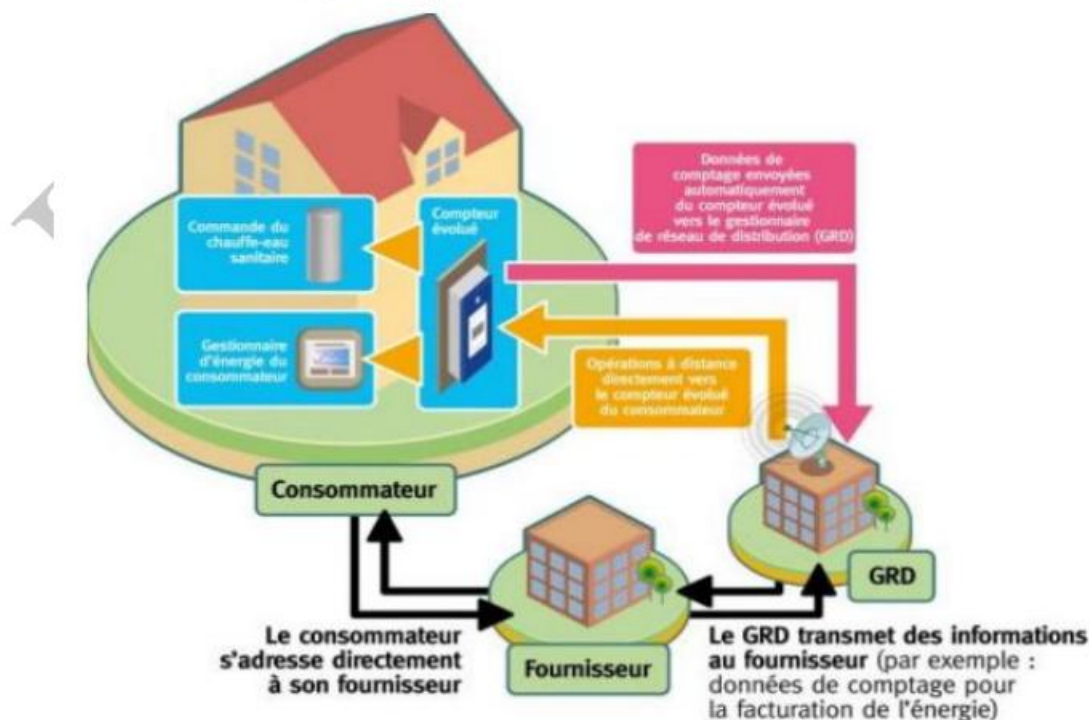 Données de
comptage envoyées
automatiquement
du compteur évolué
vers le gestionnaire
de réseau de distribution (GRD)
Commande du
chauffe-eau
sanitaire
Compteur
évolué
Gestionnaire
d'énergie du
consommateur
Opérations à distance
directement vers
le compteur évolué
du consommateur
Consommateur
GRD
Le consommateur
s'adresse directement
à son fournisseur
Fournisseur
Le GRD transmet des informations
au fournisseur (par exemple :
données de comptage pour
la facturation de l'énergie)